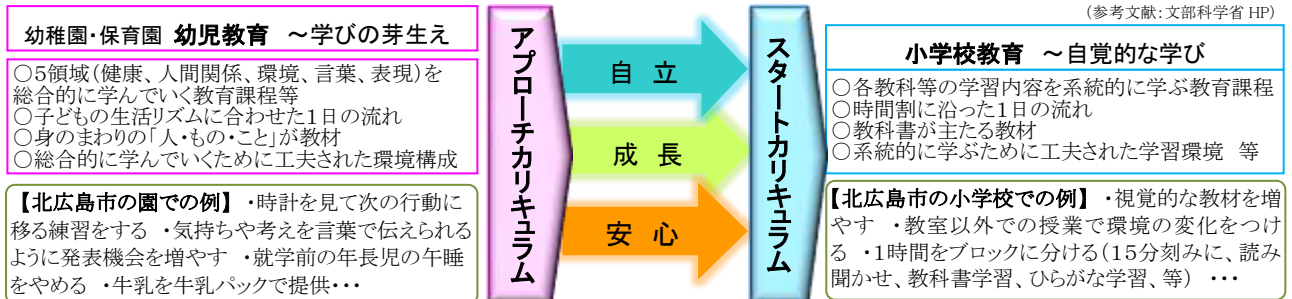 (参考文献:文部科学省 HP)
幼稚園・保育園 幼児教育 ～学びの芽生え
○5領域(健康、人間関係、環境、言葉、表現)を
総合的に学んでいく教育課程等
○子どもの生活リズムに合わせた1日の流れ
○身のまわりの「人・もの・こと」が教材
○総合的に学んでいくために工夫された環境構成
【北広島市の園での例】 ・時計を見て次の行動に
移る練習をする ・気持ちや考えを言葉で伝えられる
ように発表機会を増やす ・就学前の年長児の午睡
をやめる ・牛乳を牛乳パックで提供・・・
アプローチカリキュラム
自 立
成 長
安 心
スタートカリキュラム
小学校教育 ～自覚的な学び
○各教科等の学習内容を系統的に学ぶ教育課程
○時間割に沿った1日の流れ
○教科書が主たる教材
○系統的に学ぶために工夫された学習環境 等
【北広島市の小学校での例】 ・視覚的な教材を増
やす ・教室以外での授業で環境の変化をつけ
る ・1時間をブロックに分ける(15分刻みに、読み
聞かせ、教科書学習、ひらがな学習、等) ・・・